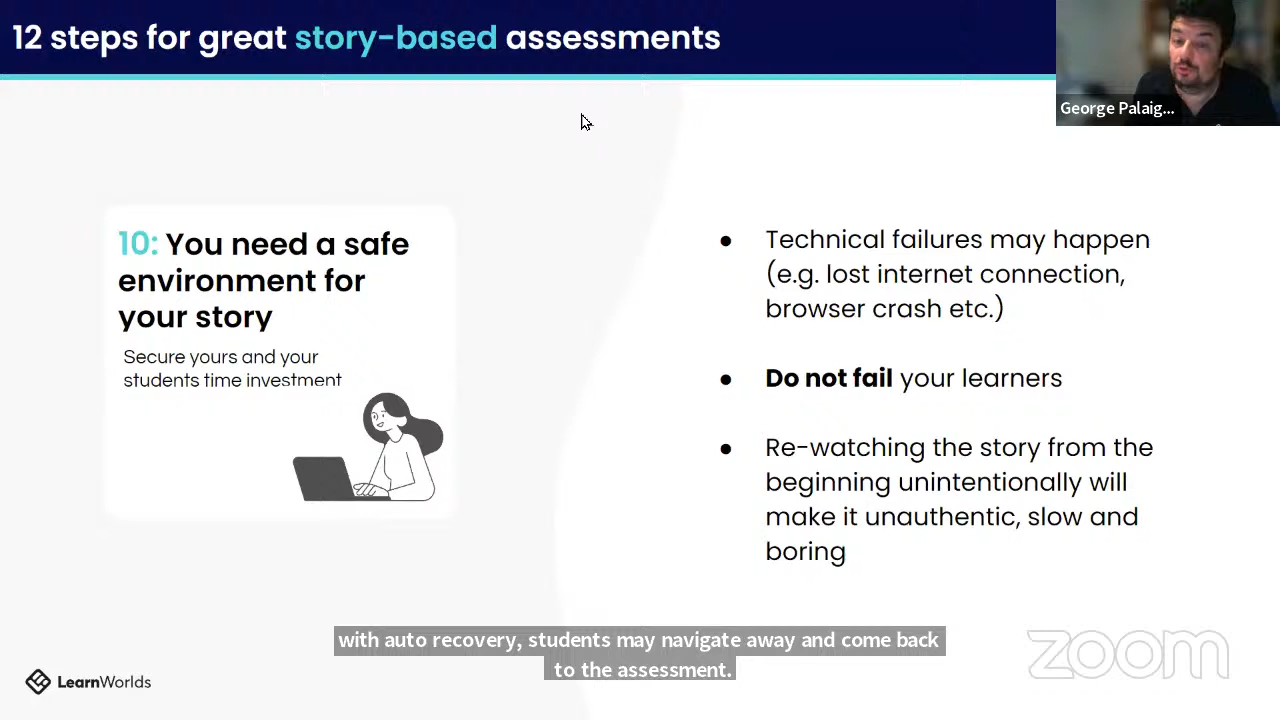 12 steps for great story-based assessments
George Palaig...
10: You need a safe
environment for
your story
Secure yours and your
students time investment
● Technical failures may happen
(e.g. lost internet connection,
browser crash etc.)
● Do not fail your learners
● Re-watching the story from the
beginning unintentionally will
make it unauthentic, slow and
boring
with auto recovery, students may navigate away and come back
to the assessment.
LearnWorlds
zoom